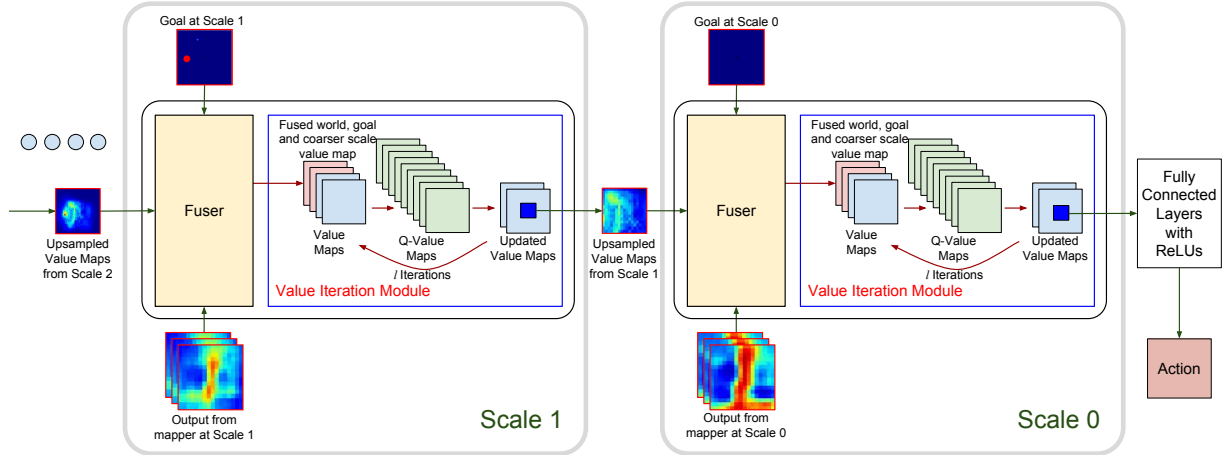 Goal at Scale 1
Upsampled
Value Maps
from Scale 2
Fuser
Fused world, goal
and coarser scale
value map
Value
Maps
Q-Value
Maps
Updated
Value Maps
l Iterations
Value Iteration Module
Output from
mapper at Scale 1
Scale 1
Upsampled
Value Maps
from Scale 1
Goal at Scale 0
Fuser
Fused world, goal
and coarser scale
value map
Value
Maps
Q-Value
Maps
Updated
Value Maps
l Iterations
Value Iteration Module
Output from
mapper at Scale 0
Scale 0
Fully
Connected
Layers
with
ReLUs
Action